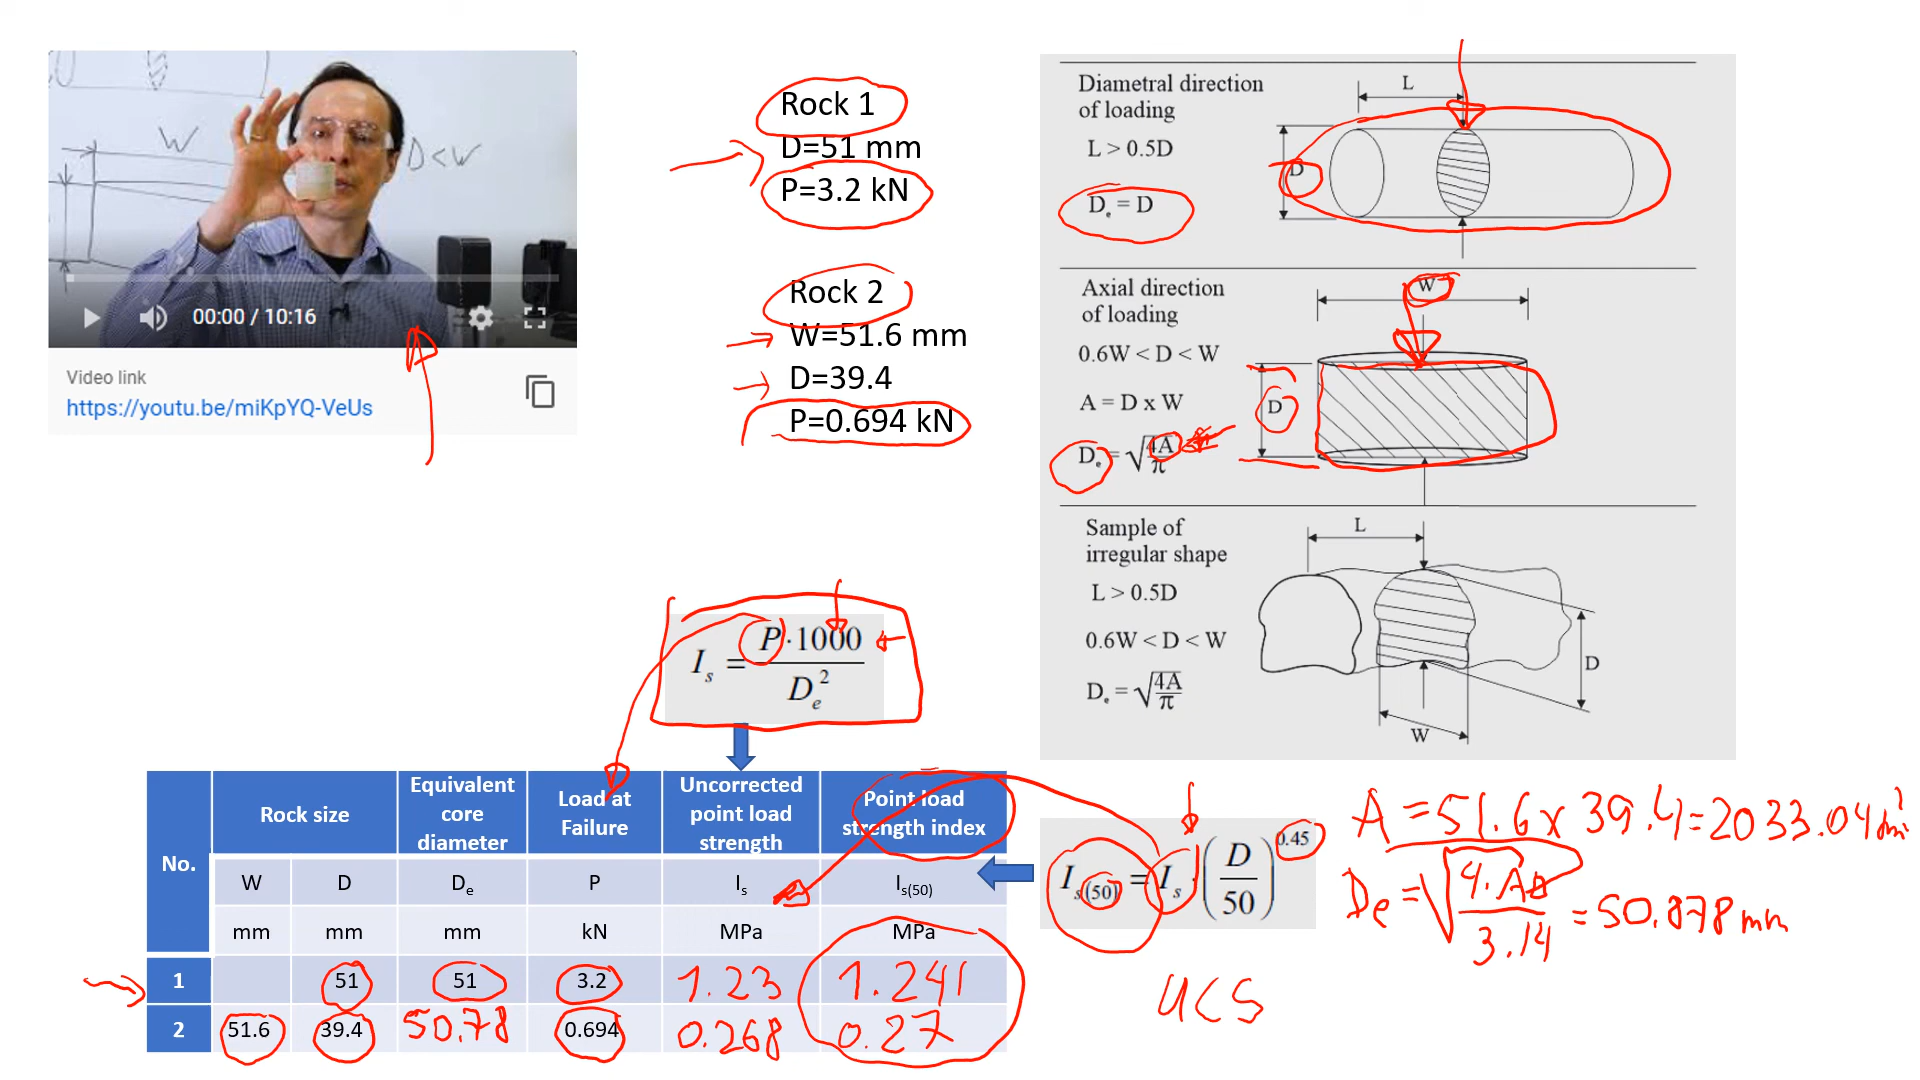 W
D<W
00:00 / 10:16
Video link
https://youtu.be/miKpYQ-VeUs
Rock 1
D=51 mm
P=3.2 kN
Rock 2
W=51.6 mm
D=39.4
P=0.694 kN
Diametral direction
of loading
L > 0.5D
Dₑ = D
L
D
Axial direction
of loading
0.6W < D < W
A = D x W
Dₑ = √4A/π
W
D
Sample of
irregular shape
L > 0.5D
0.6W < D < W
Dₑ = √4A/π
L
D
W
Iₛ = P·1000 / Dₑ²
No. Rock size Equivalent core diameter Load at Failure Uncorrected point load strength Point load strength index
W D Dₑ P Iₛ Iₛ₍₅₀₎
mm mm mm kN MPa MPa
1 51 51 3.2 1.23 1.241
2 51.6 39.4 50.78 0.694 0.268 0.27
Iₛ₍₅₀₎ = Iₛ · (D/50)^0.45
A = 51.6 x 39.4 = 2033.04
Dₑ = √4.A/3.14 = 50.878 mm
UCS